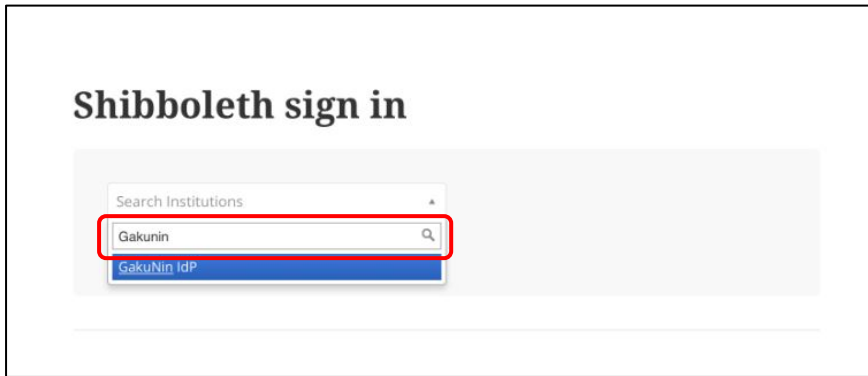 Shibboleth sign in
Search Institutions
Gakunin
GakuNin IdP